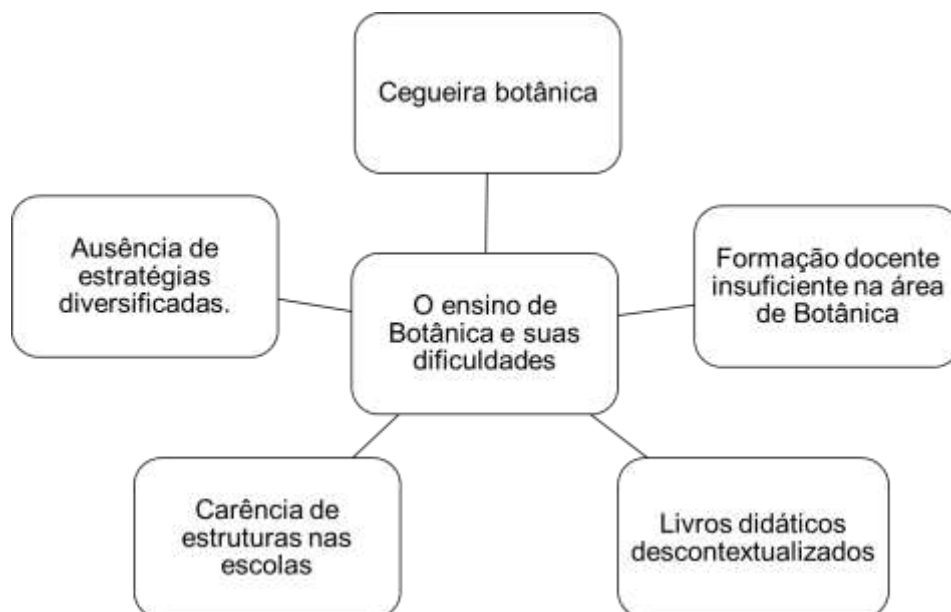 Cegueira botânica
Ausência de
estratégias
diversificadas.
O ensino de
Botânica e suas
dificuldades
Formação docente
insuficiente na área
de Botânica
Carência de
estruturas nas
escolas
Livros didáticos
descontextualizados